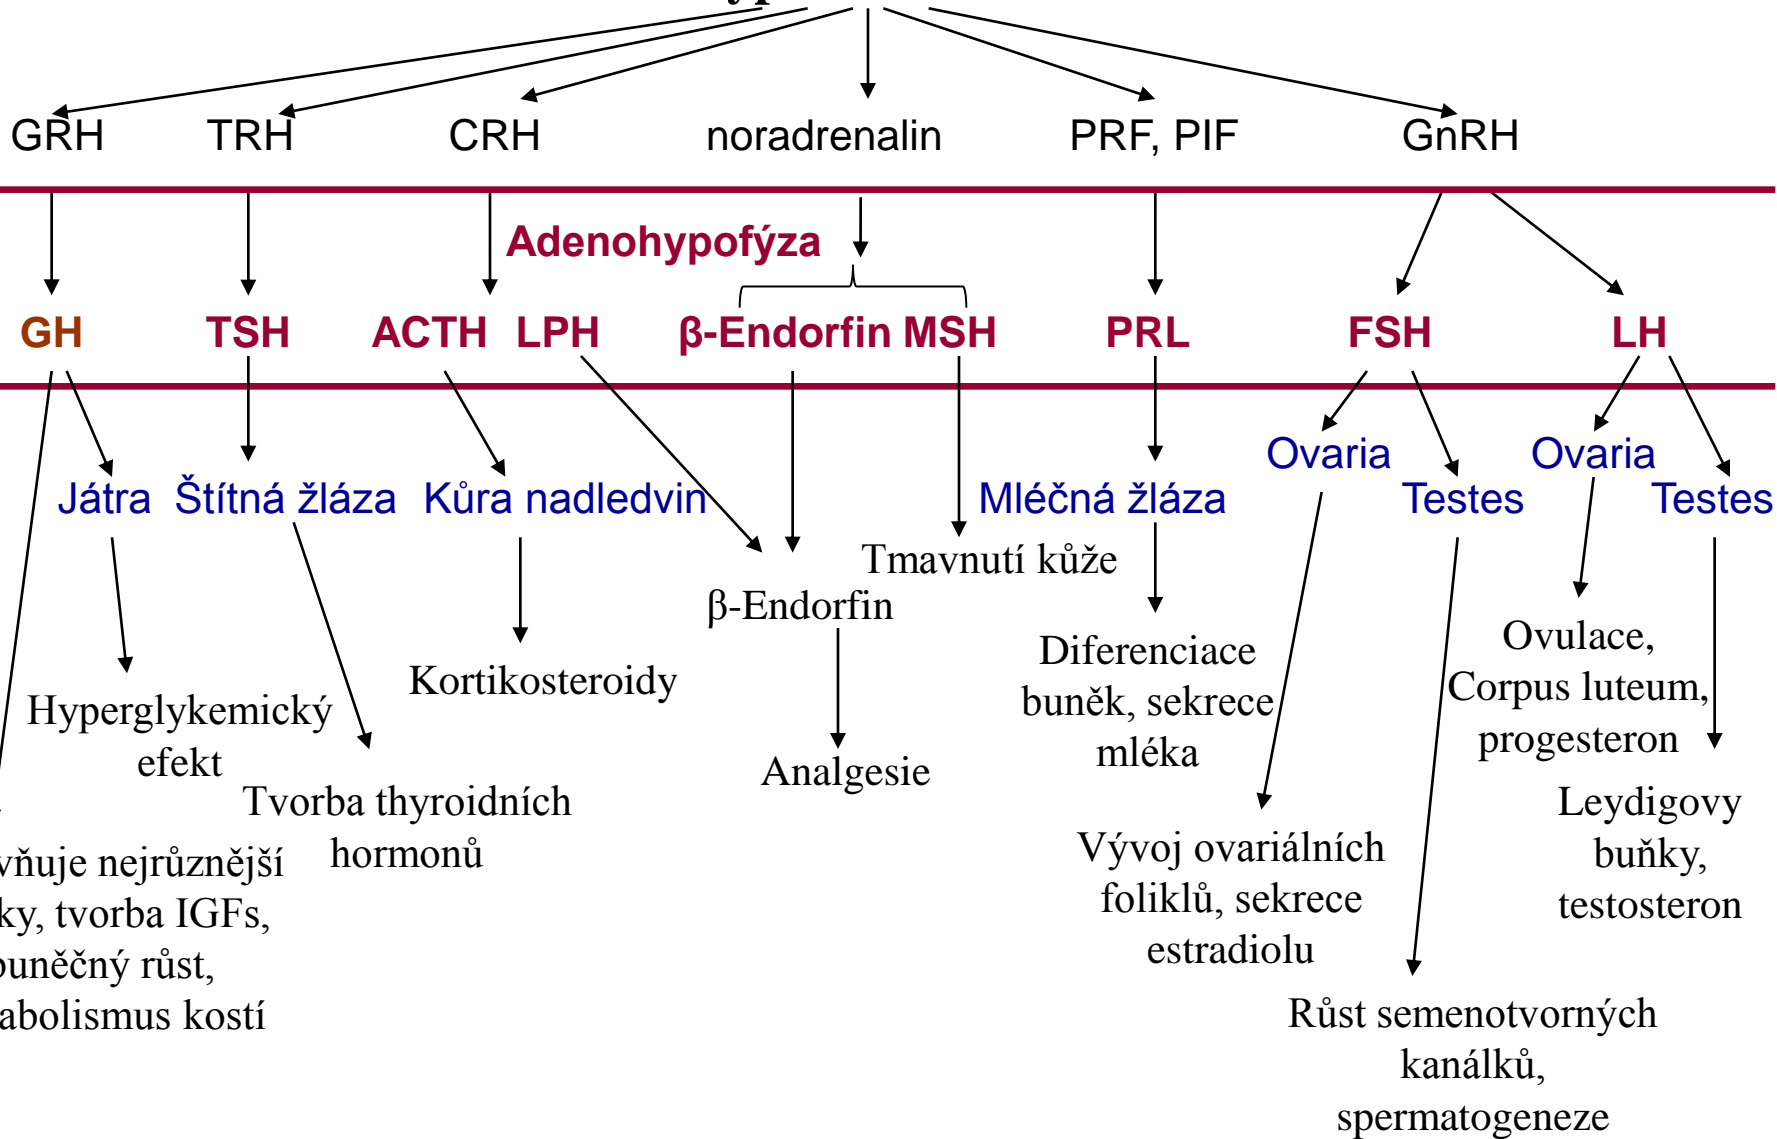 GRH TRH CRH noradrenalin PRF, PIF GnRH
Adenohypofýza
GH TSH ACTH LPH β-Endorfin MSH PRL FSH LH
Ovaria Ovaria
Játra Štítná žláza Kůra nadledvin Mléčná žláza Testes Testes
Tmavnutí kůže
β-Endorfin
Kortikosteroidy
Diferenciace
buněk, sekrece
mléka
Ovulace,
Corpus luteum,
progesteron
Hyperglykemický
efekt
Analgesie
Tvorba thyroidních
hormonů
Leydigovy
buňky,
testosteron
Vývoj ovariálních
foliklů, sekrece
estradiolu
nejrůznější
tvorba IGFs,
růst,
kostí
Růst semenotvorných
kanálků,
spermatogeneze